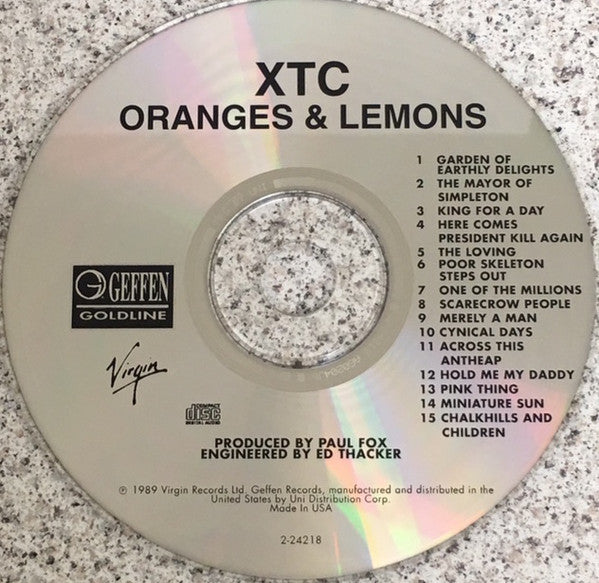 XTC
ORANGES & LEMONS
1 GARDEN OF
EARTHLY DELIGHTS
2 THE MAYOR OF
SIMPLETON
3 KING FOR A DAY
4 HERE COMES
PRESIDENT KILL AGAIN
5 THE LOVING
6 POOR SKELETON
STEPS OUT
7 ONE OF THE MILLIONS
8 SCARECROW PEOPLE
9 MERELY A MAN
10 CYNICAL DAYS
11 ACROSS THIS
ANTHEAP
12 HOLD ME MY DADDY
13 PINK THING
14 MINIATURE SUN
15 CHALKHILLS AND
CHILDREN
G GEFFEN
GOLDLINE
Virgin
COMPACT
disc
DIGITAL AUDIO
PRODUCED BY PAUL FOX
ENGINEERED BY ED THACKER
℗ 1989 Virgin Records Ltd. Geffen Records, manufactured and distributed in the
United States by Uni Distribution Corp.
Made In USA
2-24218